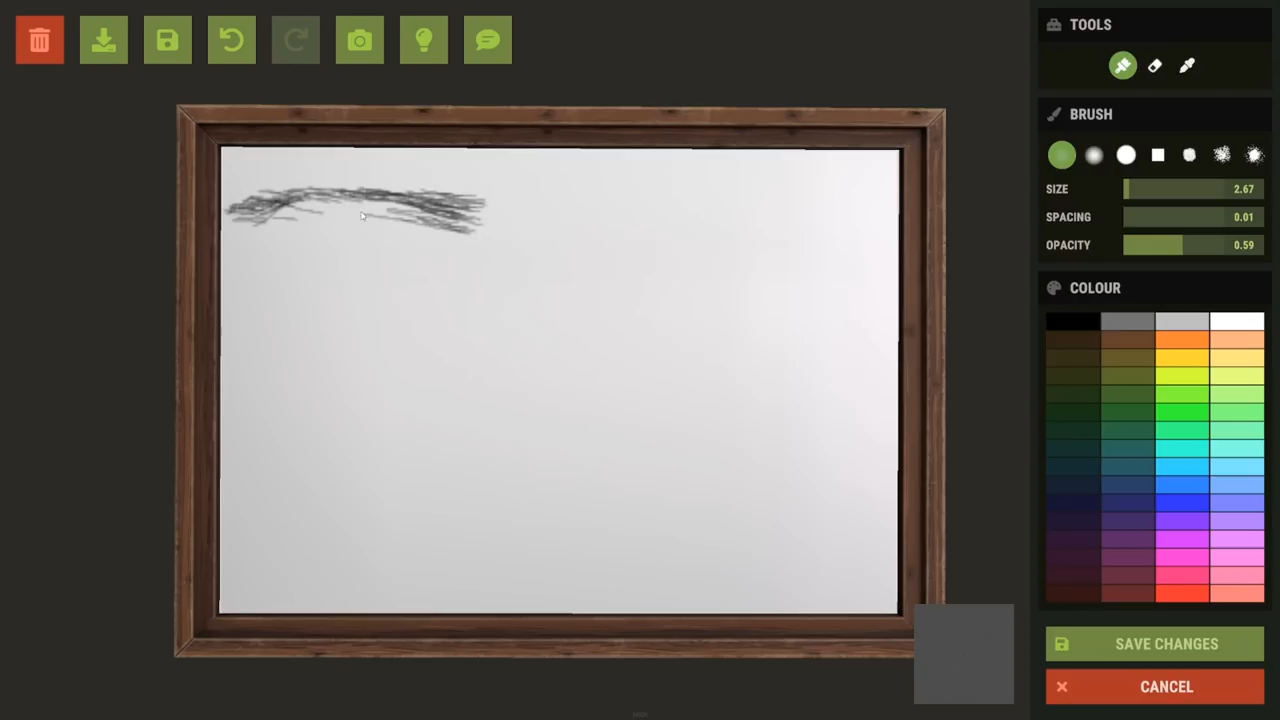 TOOLS
BRUSH
SIZE 2.67
SPACING 0.01
OPACITY 0.59
COLOUR
SAVE CHANGES
CANCEL